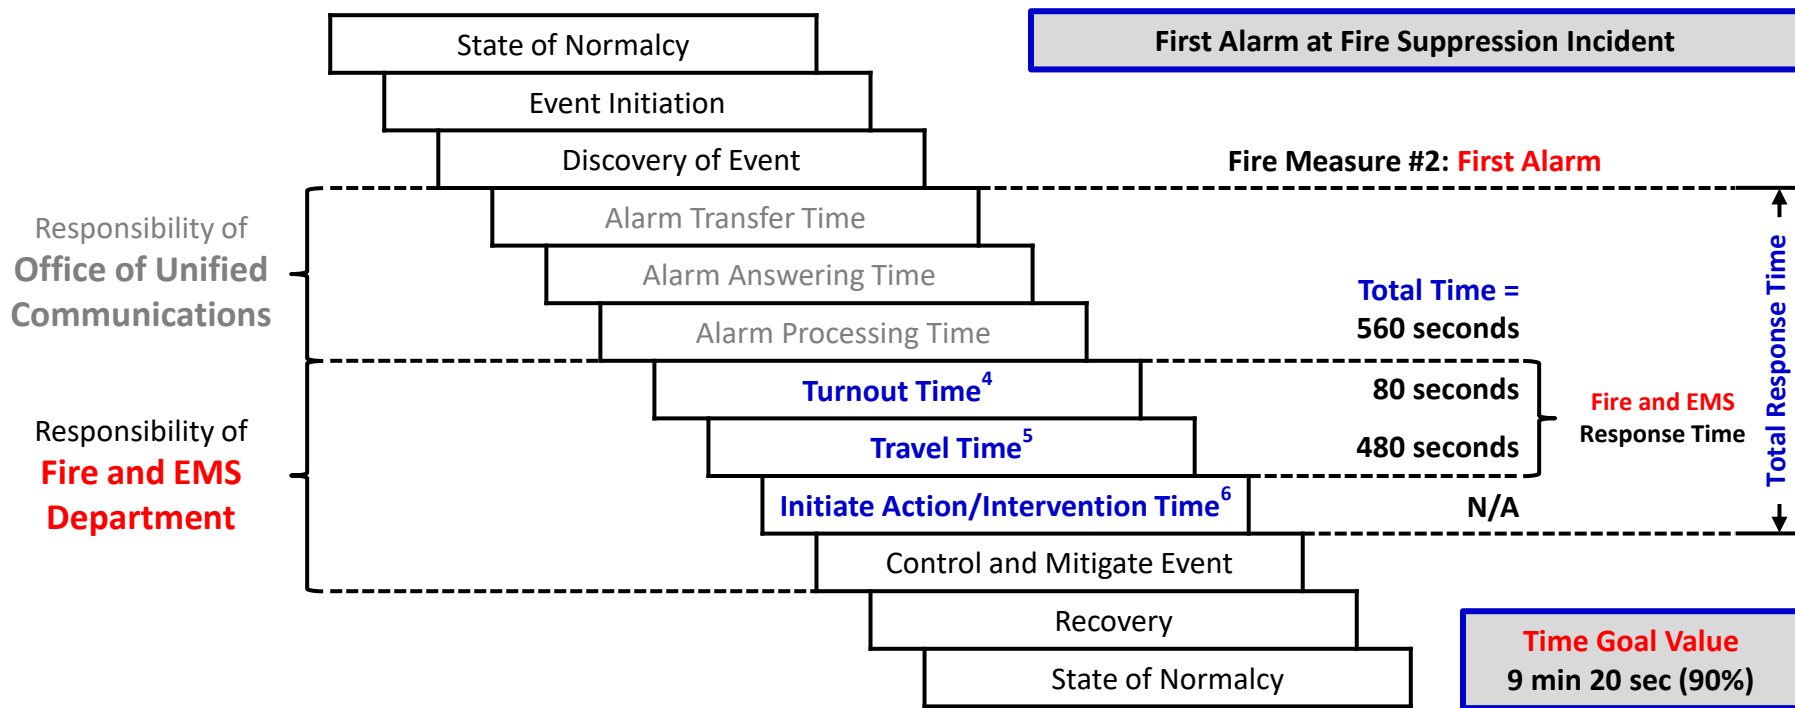 State of Normalcy
First Alarm at Fire Suppression Incident
Event Initiation
Discovery of Event
Fire Measure #2: First Alarm
Responsibility of
Office of Unified
Communications
Alarm Transfer Time
Alarm Answering Time
Alarm Processing Time
Total Time =
560 seconds
Turnout Time4
80 seconds
Travel Time5
480 seconds
Fire and EMS
Response Time
Total Response Time
Responsibility of
Fire and EMS
Department
Initiate Action/Intervention Time6
N/A
Control and Mitigate Event
Recovery
State of Normalcy
Time Goal Value
9 min 20 sec (90%)